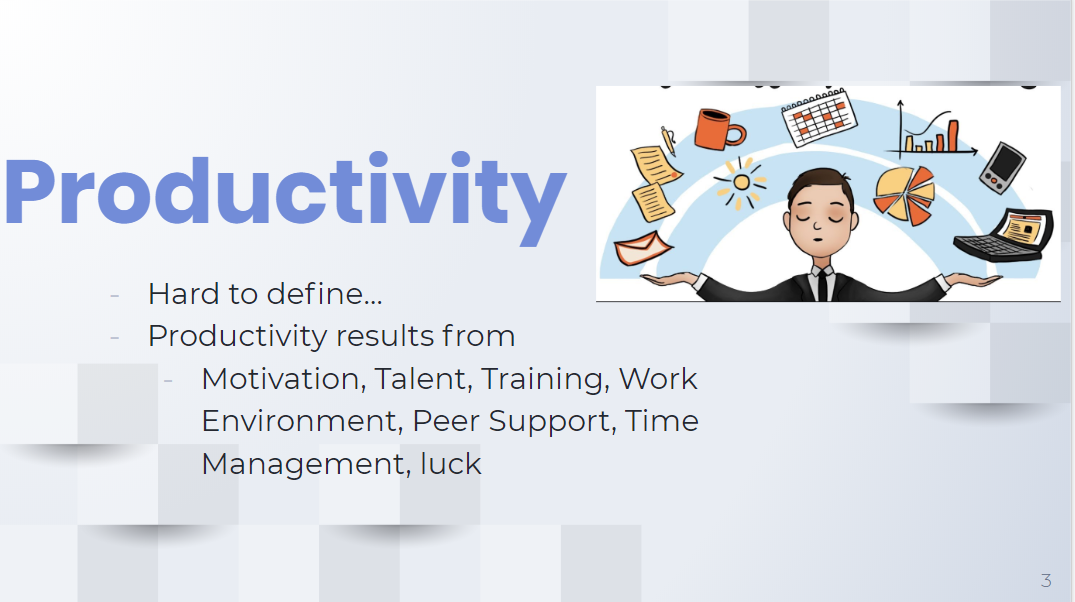 Productivity
- Hard to define...
- Productivity results from
- Motivation, Talent, Training, Work
Environment, Peer Support, Time
Management, luck
3